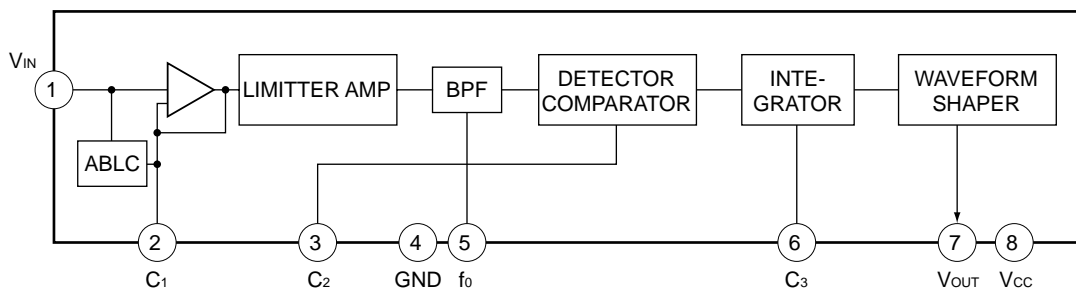 VIN
1
ABLC
LIMITTER AMP
BPF
DETECTOR
COMPARATOR
INTE-
GRATOR
WAVEFORM
SHAPER
2
3
4
5
6
7
8
C1
C2
GND
f0
C3
VOUT
VCC